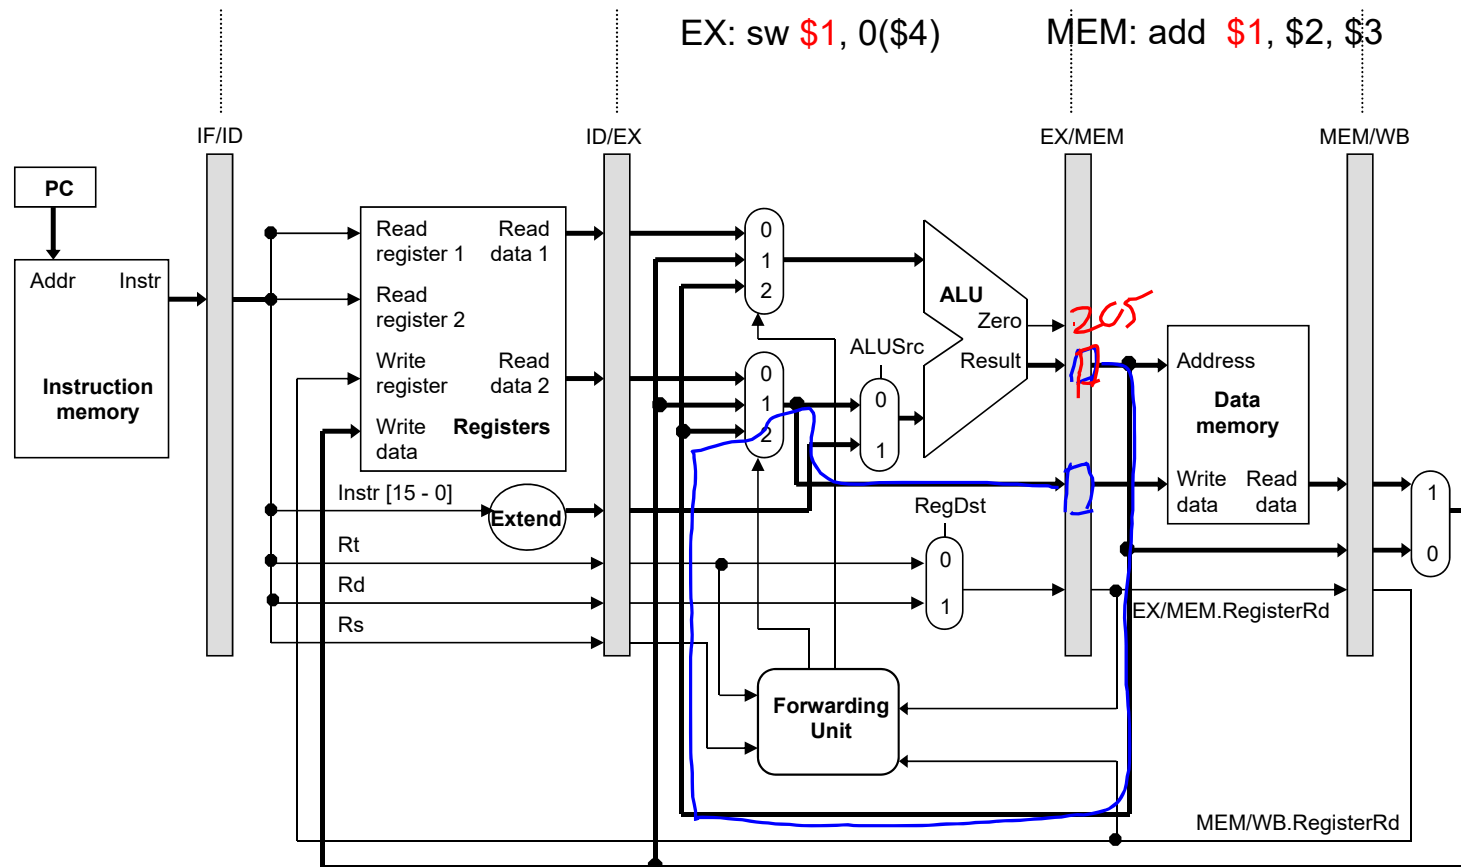 EX: sw $1, 0($4)
MEM: add $1, $2, $3
IF/ID
ID/EX
EX/MEM
MEM/WB
PC
Addr
Instr
Instruction
memory
Read
register 1
Read
data 1
Read
register 2
Write
register
Read
data 2
Write
data
Registers
0
1
2
0
1
2
ALUSrc
0
1
ALU
Zero
Result
205
Address
Data
memory
Write
data
Read
data
1
0
Instr [15 - 0]
Extend
RegDst
0
1
Rt
Rd
Rs
EX/MEM.RegisterRd
Forwarding
Unit
MEM/WB.RegisterRd